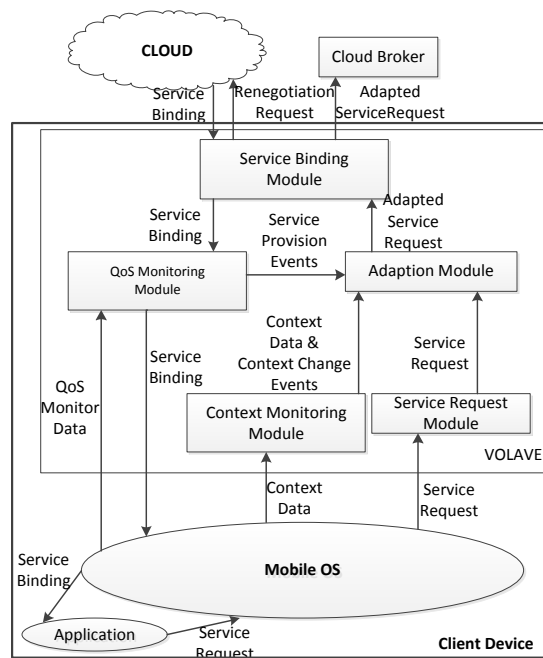 CLOUD
Cloud Broker
Service
Binding
Renegotiation
Request
Adapted
ServiceRequest
Service Binding
Module
Service
Binding
Service
Provision
Events
Adapted
Service
Request
QoS Monitoring
Module
Adaption Module
Service
Binding
Context
Data &
Context Change
Events
Service
Request
QoS
Monitor
Data
Context Monitoring
Module
Service Request
Module
VOLAVE
Context
Data
Service
Request
Service
Binding
Mobile OS
Application
Service
Request
Client Device